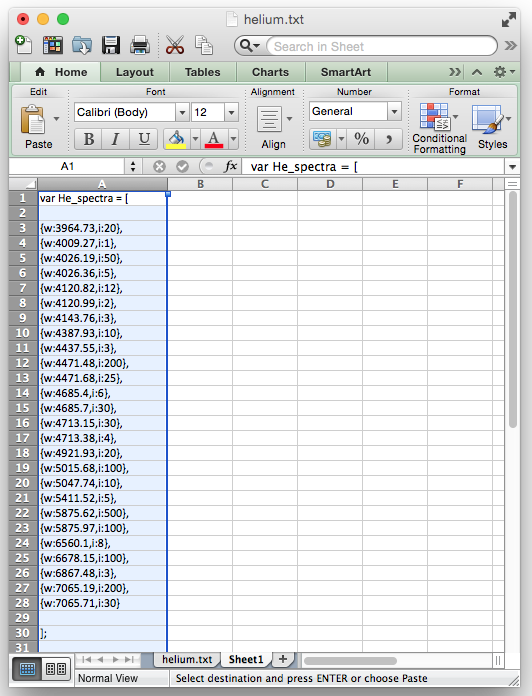 helium.txt
Search in Sheet
Home Layout Tables Charts SmartArt
Edit Font Alignment Number Format
Calibri (Body) 12 General
B I U A % ,
Paste Align Conditional Formatting Styles
A1 fx var He_spectra = [
A B C D E F
1 var He_spectra = [
2
3 {w:3964.73,i:20},
4 {w:4009.27,i:1},
5 {w:4026.19,i:50},
6 {w:4026.36,i:5},
7 {w:4120.82,i:12},
8 {w:4120.99,i:2},
9 {w:4143.76,i:3},
10 {w:4387.93,i:10},
11 {w:4437.55,i:3},
12 {w:4471.48,i:200},
13 {w:4471.68,i:25},
14 {w:4685.4,i:6},
15 {w:4685.7,i:30},
16 {w:4713.15,i:30},
17 {w:4713.38,i:4},
18 {w:4921.93,i:20},
19 {w:5015.68,i:100},
20 {w:5047.74,i:10},
21 {w:5411.52,i:5},
22 {w:5875.62,i:500},
23 {w:5875.97,i:100},
24 {w:6560.1,i:8},
25 {w:6678.15,i:100},
26 {w:6867.48,i:3},
27 {w:7065.19,i:200},
28 {w:7065.71,i:30}
29
30 ];
31
helium.txt Sheet1 +
Normal View Select destination and press ENTER or choose Paste